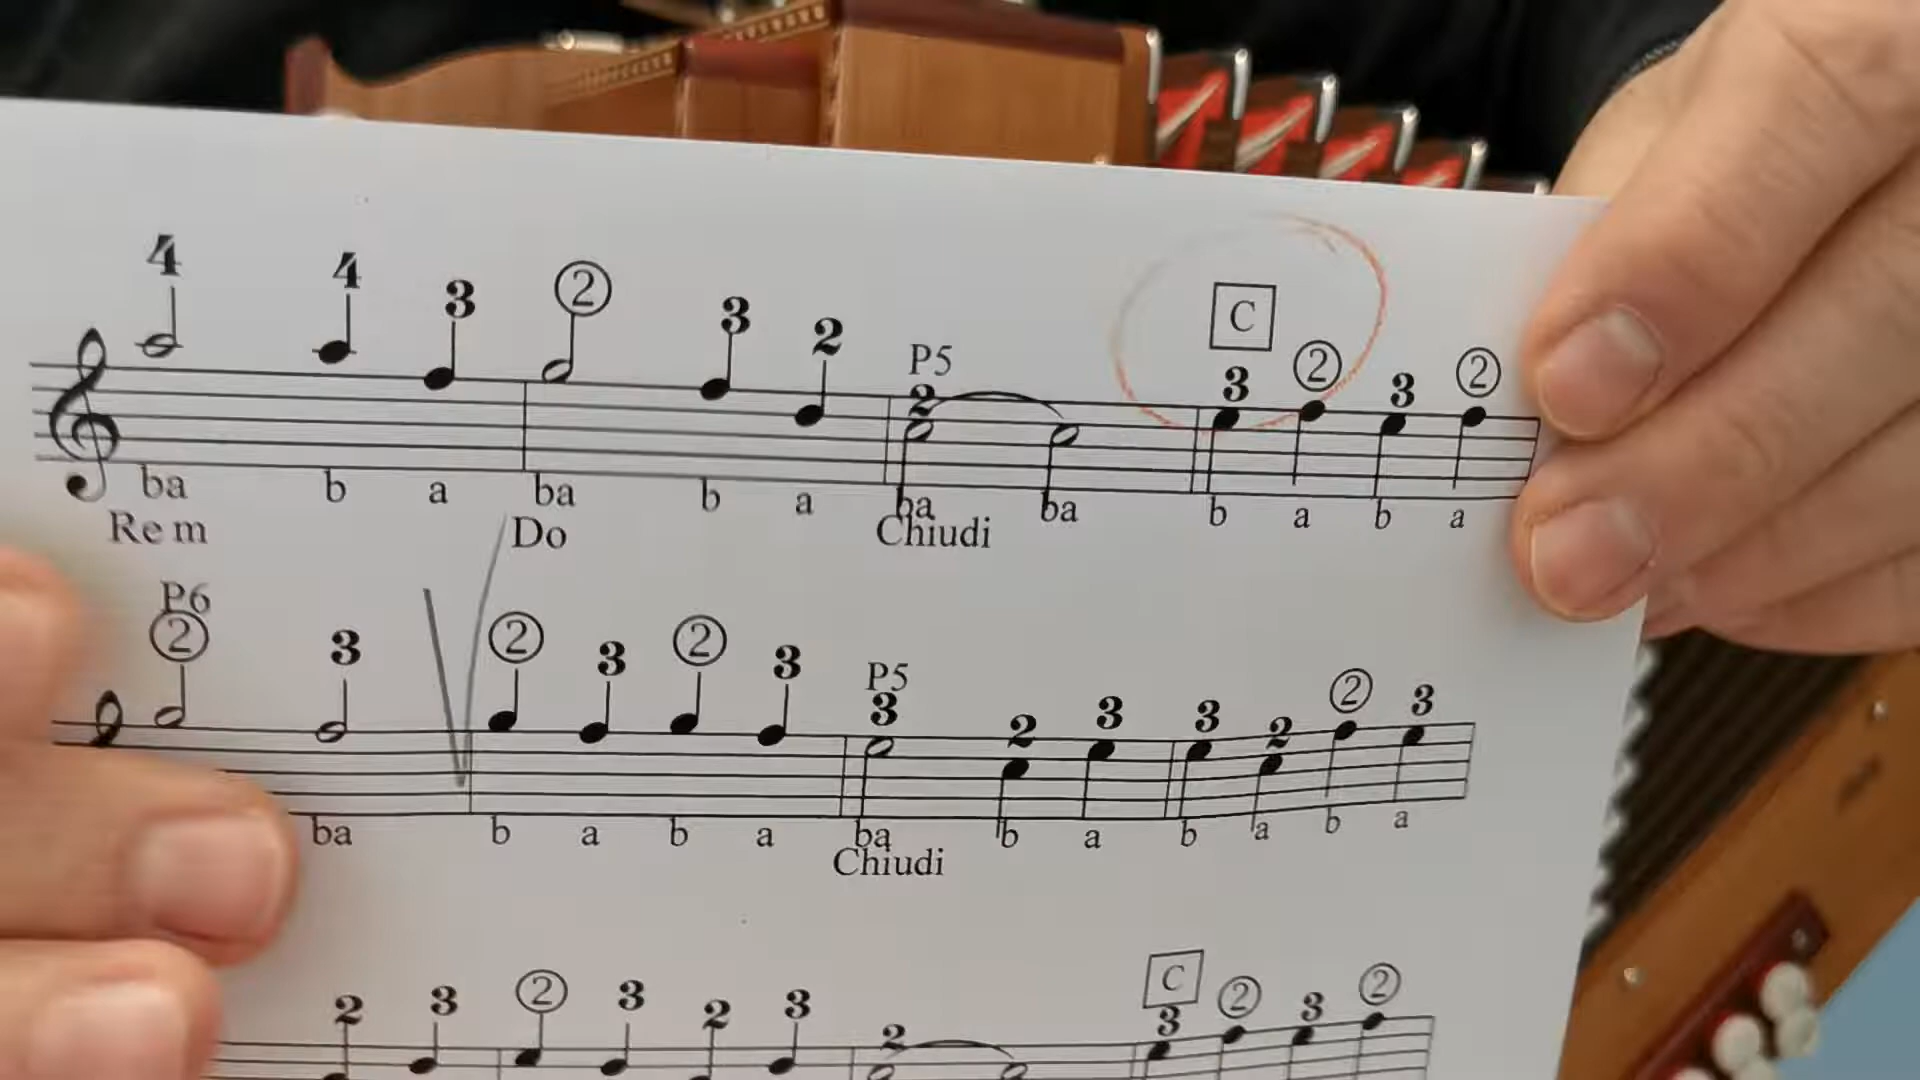 4 4 3 ② 3 2 P5 2 C 3 ② 3 ②
ba b a ba b a ba ba b a b a
Re m Do Chiudi
P6
② 3 ② 3 ② 3 P5 3 2 3 3 2 ② 3
ba b a b a ba b a b a b a
Chiudi
2 3 ② 3 2 3 2 C 3 ② 3 ②